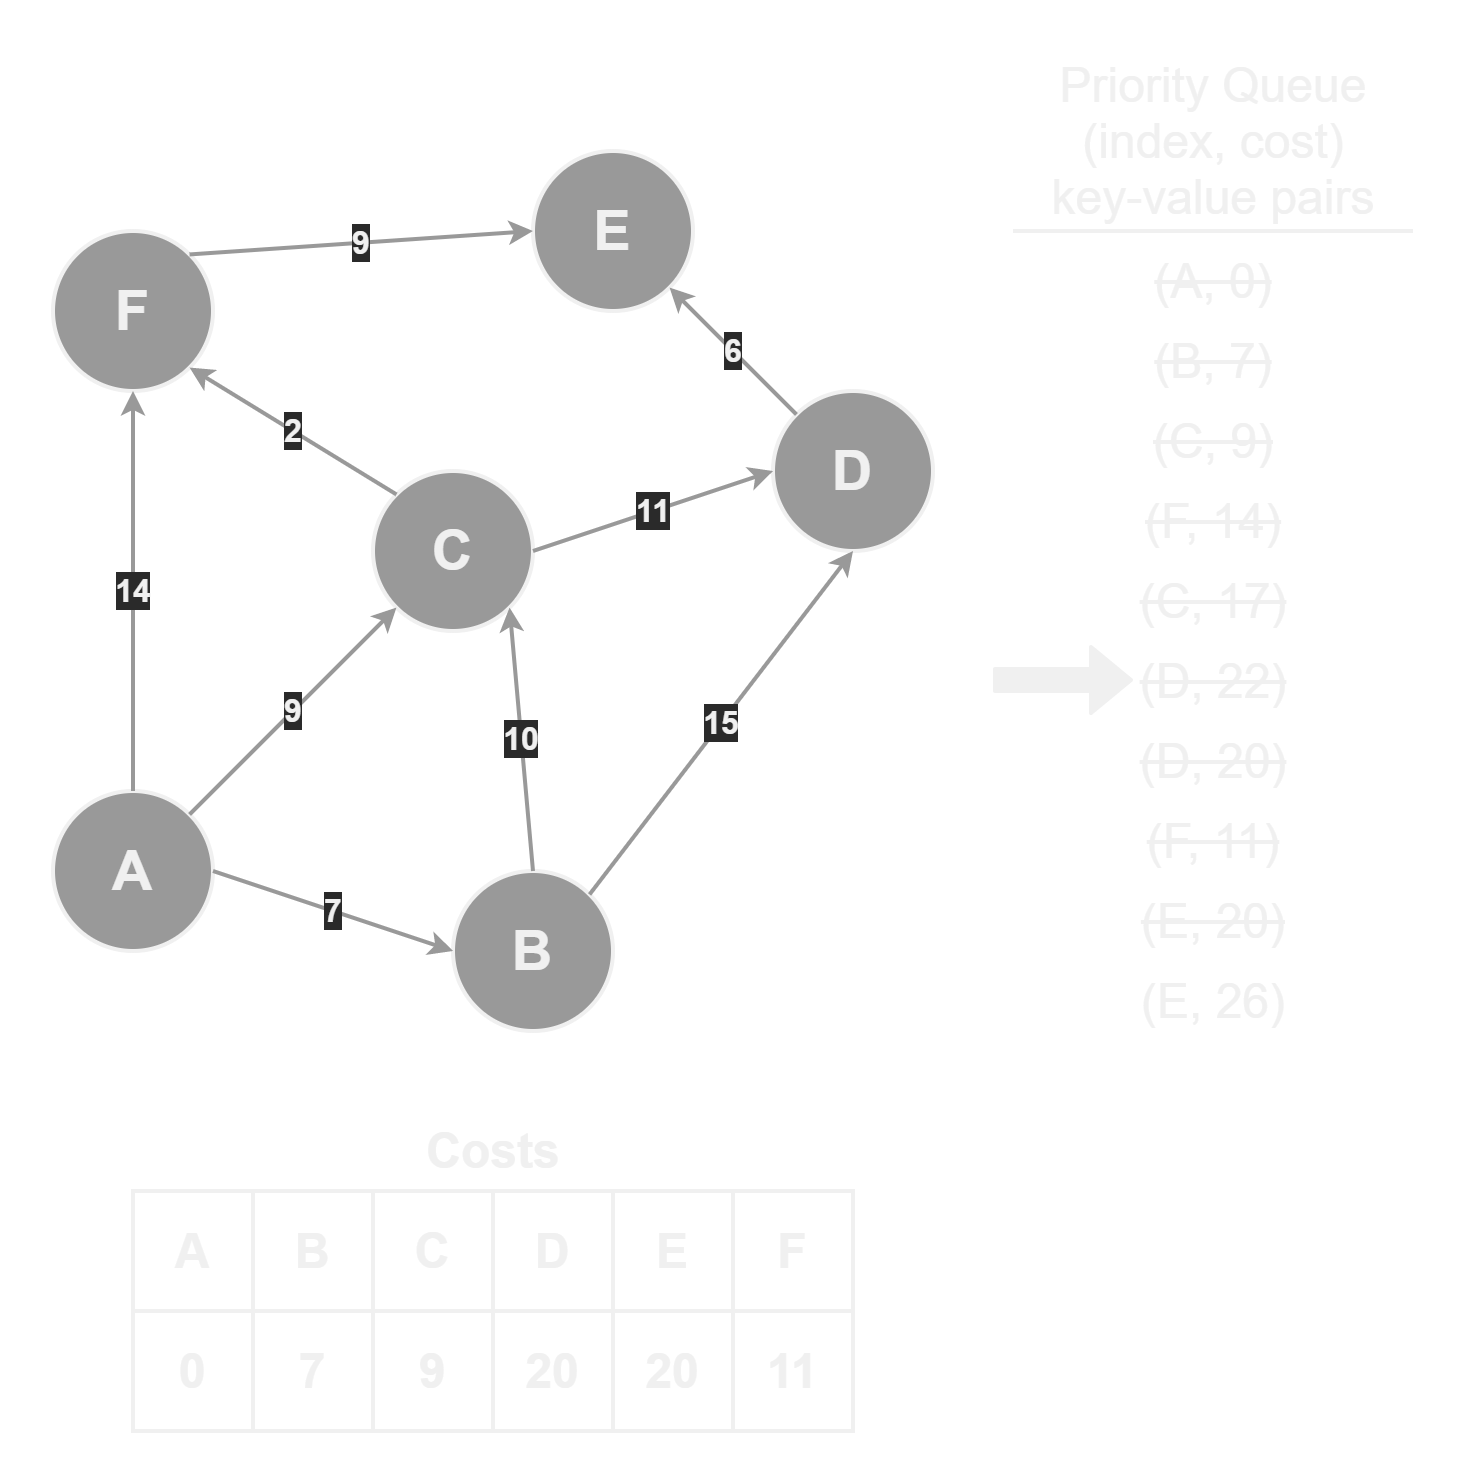 Priority Queue
(index, cost)
key-value pairs
(A, 0)
(B, 7)
(C, 9)
(F, 14)
(C, 17)
(D, 22)
(D, 20)
(F, 11)
(E, 20)
(E, 26)
E
9
F
6
2
D
11
C
14
9
15
10
A
7
B
Costs
A B C D E F
0 7 9 20 20 11